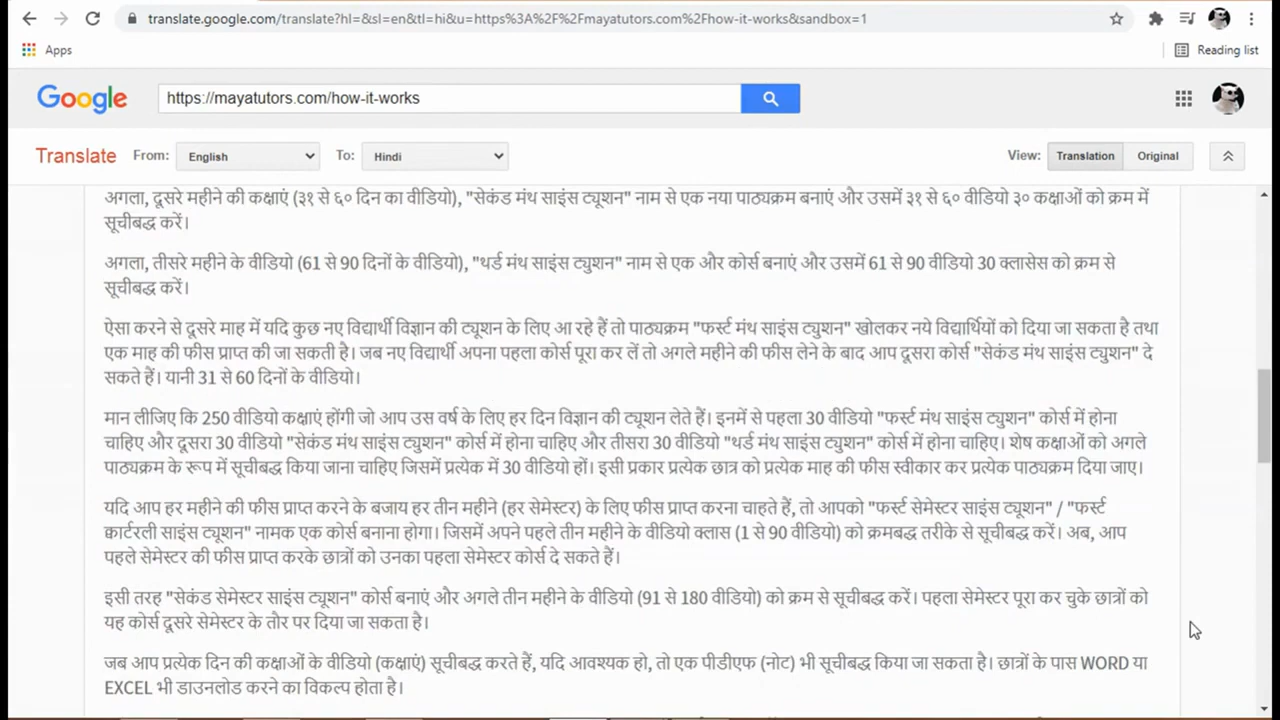 translate.google.com/translate?hl=&sl=en&tl=hi&u=https%3A%2F%2Fmayatutors.com%2Fhow-it-works&sandbox=1
Apps
Reading list
Google
https://mayatutors.com/how-it-works
Translate
From:
English
To:
Hindi
View:
Translation
Original
अगला, दूसरे महीने की कक्षाएं (३१ से ६० दिन का वीडियो), "सेकंड मंथ साइंस ट्यूशन" नाम से एक नया पाठ्यक्रम बनाएं और उसमें ३१ से ६० वीडियो ३० कक्षाओं को क्रम में
सूचीबद्ध करें।
अगला, तीसरे महीने के वीडियो (61 से 90 दिनों के वीडियो), "थर्ड मंथ साइंस ट्युशन" नाम से एक और कोर्स बनाएं और उसमें 61 से 90 वीडियो 30 क्लासेस को क्रम से
सूचीबद्ध करें।
ऐसा करने से दूसरे माह में यदि कुछ नए विद्यार्थी विज्ञान की ट्यूशन के लिए आ रहे हैं तो पाठ्यक्रम "फर्स्ट मंथ साइंस ट्युशन" खोलकर नये विद्यार्थियों को दिया जा सकता है तथा
एक माह की फीस प्राप्त की जा सकती है। जब नए विद्यार्थी अपना पहला कोर्स पूरा कर लें तो अगले महीने की फीस लेने के बाद आप दूसरा कोर्स "सेकंड मंथ साइंस ट्युशन" दे
सकते हैं। यानी 31 से 60 दिनों के वीडियो।
मान लीजिए कि 250 वीडियो कक्षाएं होंगी जो आप उस वर्ष के लिए हर दिन विज्ञान की ट्यूशन लेते हैं। इनमें से पहला 30 वीडियो "फर्स्ट मंथ साइंस ट्युशन" कोर्स में होना
चाहिए और दूसरा 30 वीडियो "सेकंड मंथ साइंस ट्युशन" कोर्स में होना चाहिए और तीसरा 30 वीडियो "थर्ड मंथ साइंस ट्युशन" कोर्स में होना चाहिए। शेष कक्षाओं को अगले
पाठ्यक्रम के रूप में सूचीबद्ध किया जाना चाहिए जिसमें प्रत्येक में 30 वीडियो हों। इसी प्रकार प्रत्येक छात्र को प्रत्येक माह की फीस स्वीकार कर प्रत्येक पाठ्यक्रम दिया जाए।
यदि आप हर महीने की फीस प्राप्त करने के बजाय हर तीन महीने (हर सेमेस्टर) के लिए फीस प्राप्त करना चाहते हैं, तो आपको "फर्स्ट सेमेस्टर साइंस ट्यूशन" / "फर्स्ट
क्वार्टरली साइंस ट्यूशन" नामक एक कोर्स बनाना होगा। जिसमें अपने पहले तीन महीने के वीडियो क्लास (1 से 90 वीडियो) को क्रमबद्ध तरीके से सूचीबद्ध करें। अब, आप
पहले सेमेस्टर की फीस प्राप्त करके छात्रों को उनका पहला सेमेस्टर कोर्स दे सकते हैं।
इसी तरह "सेकंड सेमेस्टर साइंस ट्यूशन" कोर्स बनाएं और अगले तीन महीने के वीडियो (91 से 180 वीडियो) को क्रम से सूचीबद्ध करें। पहला सेमेस्टर पूरा कर चुके छात्रों को
यह कोर्स दूसरे सेमेस्टर के तौर पर दिया जा सकता है।
जब आप प्रत्येक दिन की कक्षाओं के वीडियो (कक्षाएं) सूचीबद्ध करते हैं, यदि आवश्यक हो, तो एक पीडीएफ (नोट) भी सूचीबद्ध किया जा सकता है। छात्रों के पास WORD या
EXCEL भी डाउनलोड करने का विकल्प होता है।